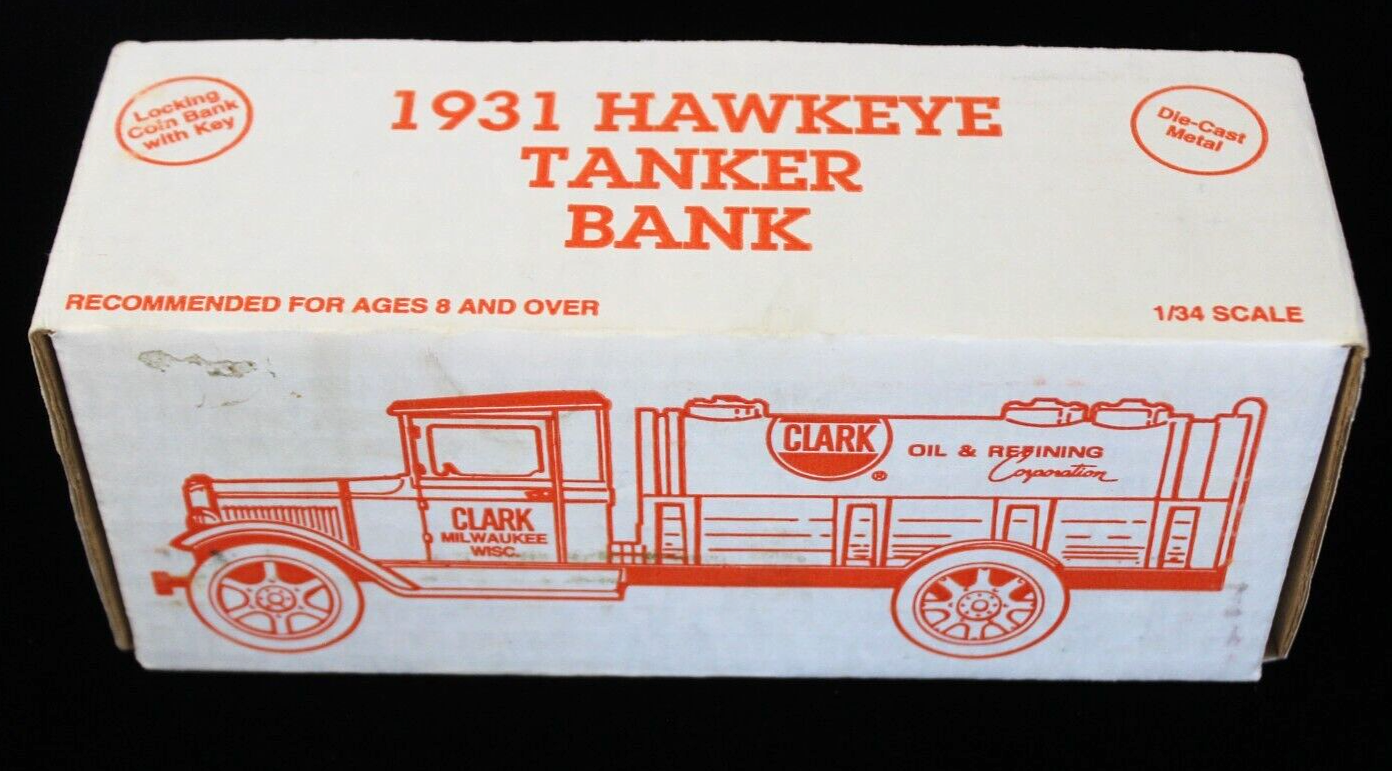 Locking
Coin Bank
with Key
1931 HAWKEYE
TANKER
BANK
Die-Cast
Metal
RECOMMENDED FOR AGES 8 AND OVER
1/34 SCALE
CLARK
®
OIL & REFINING
Corporation
CLARK
MILWAUKEE
WISC.